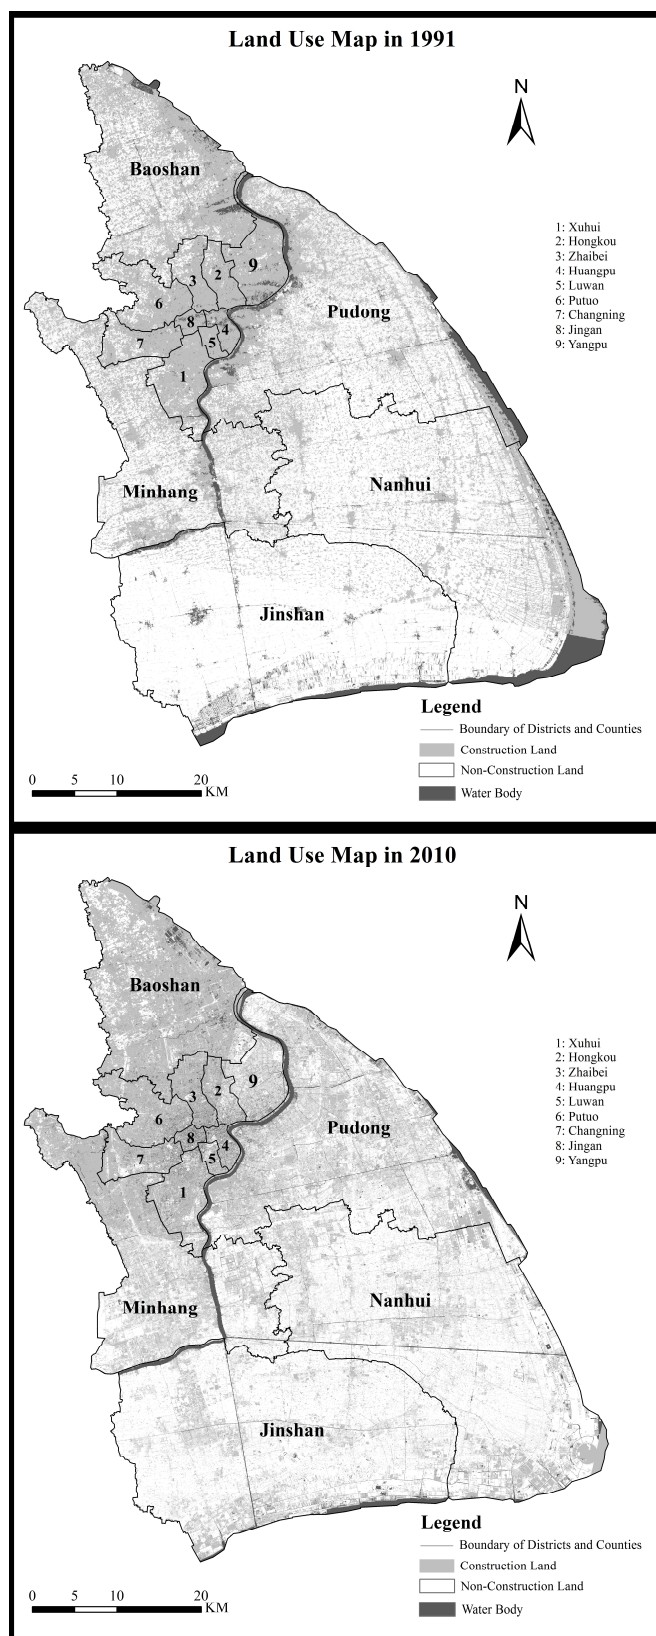 Land Use Map in 1991
N
Baoshan
1: Xuhui
2: Hongkou
3: Zhaibei
4: Huangpu
5: Luwan
6: Putuo
7: Changning
8: Jingan
9: Yangpu
9
3
2
6
8
4
5
7
1
Pudong
Minhang
Nanhui
Jinshan
Legend
Boundary of Districts and Counties
Construction Land
Non-Construction Land
Water Body
0 5 10 20
KM
Land Use Map in 2010
N
Baoshan
1: Xuhui
2: Hongkou
3: Zhaibei
4: Huangpu
5: Luwan
6: Putuo
7: Changning
8: Jingan
9: Yangpu
9
3
2
6
8
4
5
7
1
Pudong
Minhang
Nanhui
Jinshan
Legend
Boundary of Districts and Counties
Construction Land
Non-Construction Land
Water Body
0 5 10 20
KM